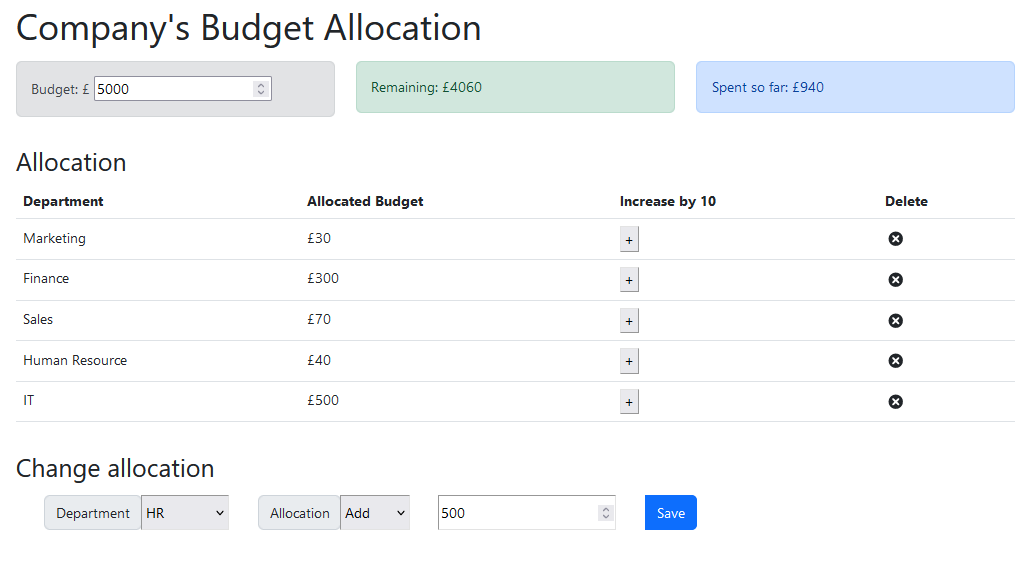 Company's Budget Allocation
Budget: £ 5000
Remaining: £4060
Spent so far: £940
Allocation
Department Allocated Budget Increase by 10 Delete
Marketing £30 +
Finance £300 +
Sales £70 +
Human Resource £40 +
IT £500 +
Change allocation
Department HR Allocation Add 500 Save